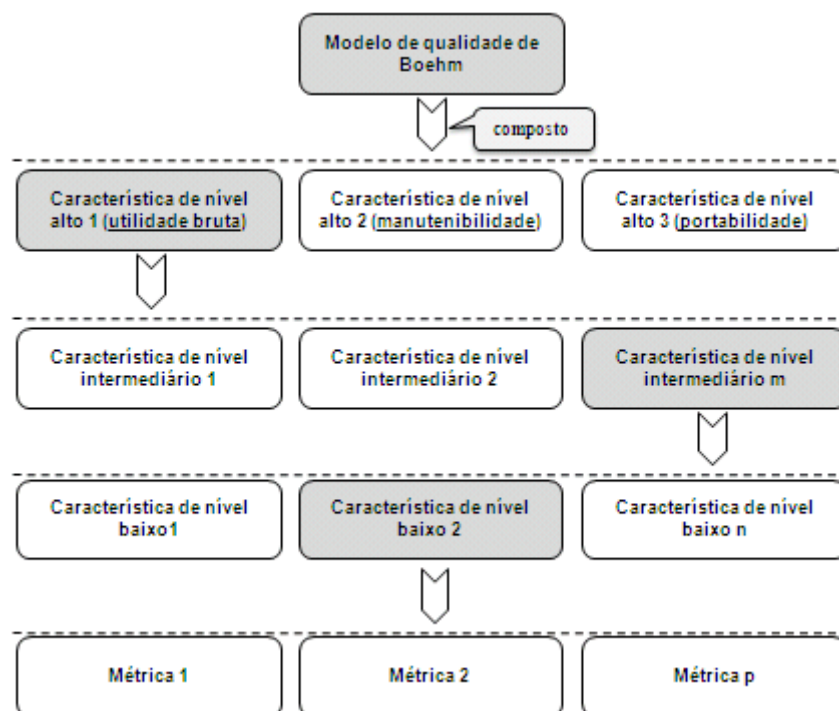 Modelo de qualidade de
Boehm
composto
Característica de nível
alto 1 (utilidade bruta)
Característica de nível
alto 2 (manutenibilidade)
Característica de nível
alto 3 (portabilidade)
Característica de nível
intermediário 1
Característica de nível
intermediário 2
Característica de nível
intermediário m
Característica de nível
baixo1
Característica de nível
baixo 2
Característica de nível
baixo n
Métrica 1
Métrica 2
Métrica p